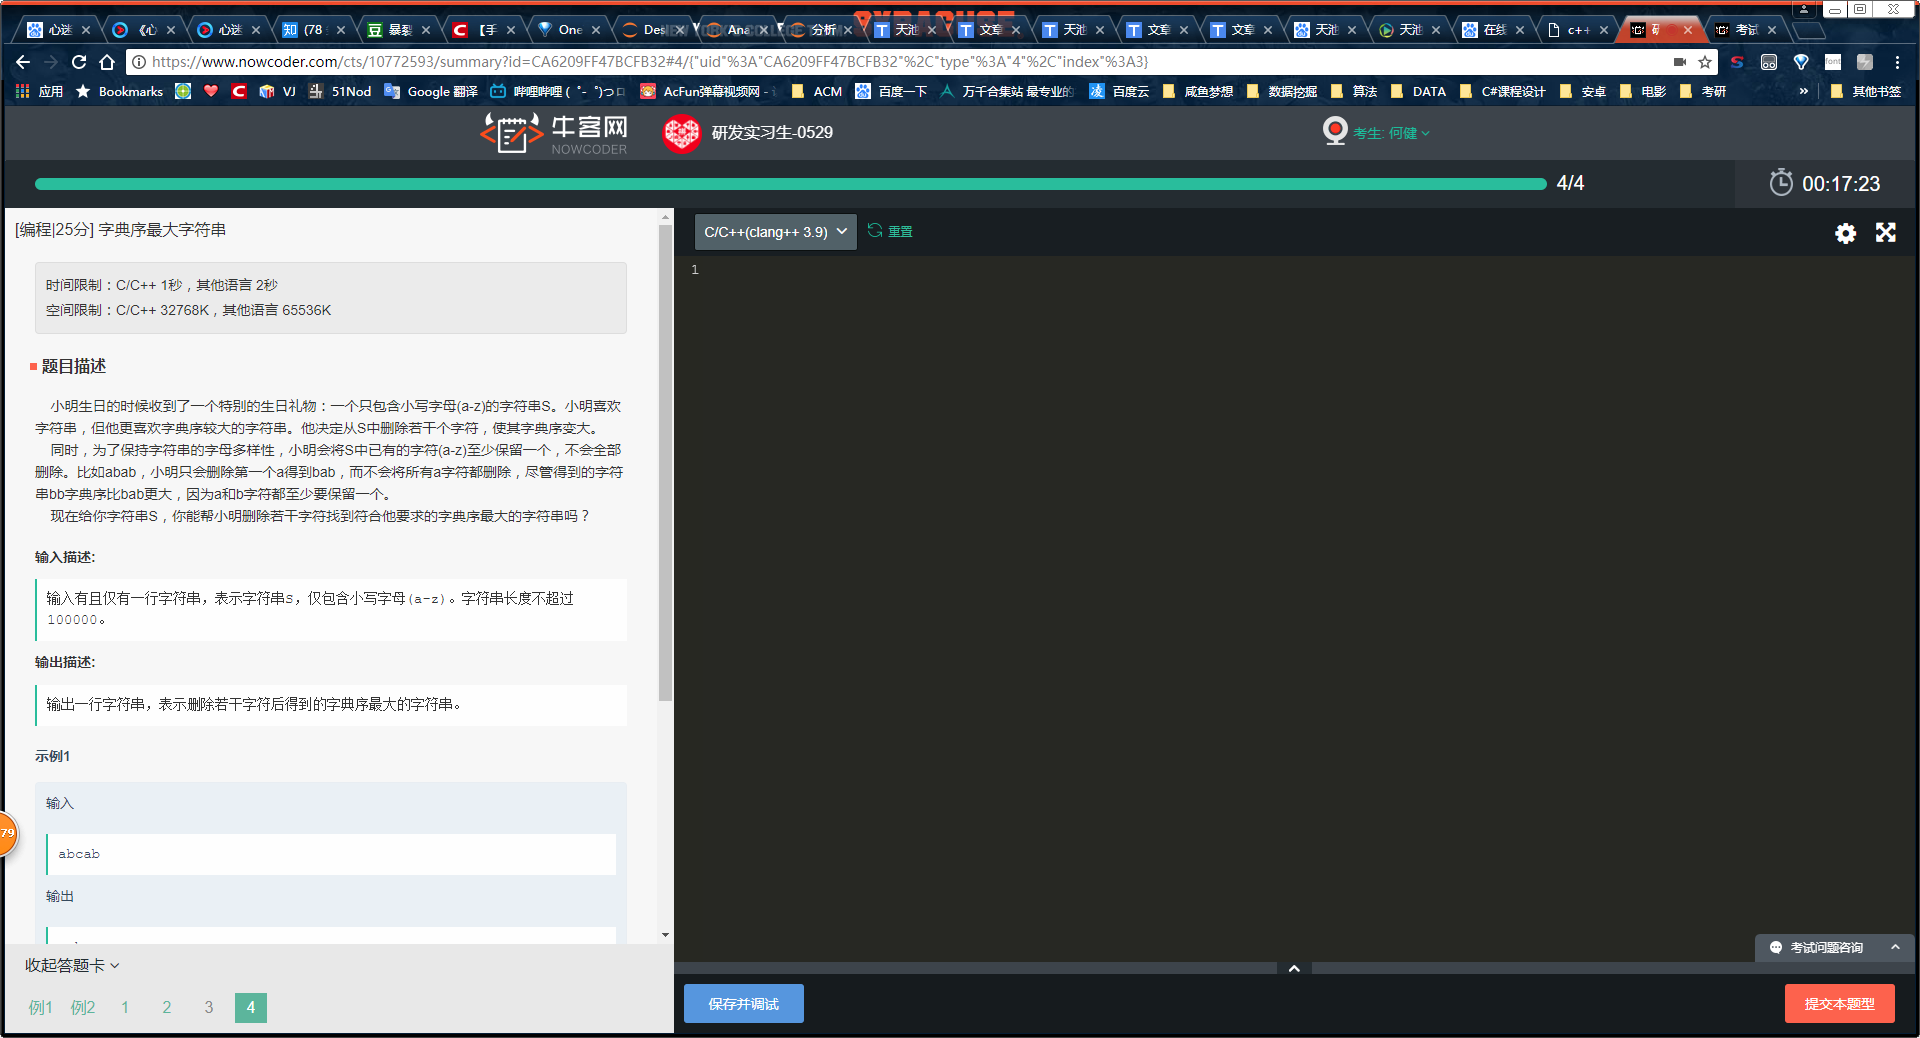 心迷
《心
心迷
(78
暴裂
【手
One
Des
Ana
分析
天池
文章
天池
文章
文章
天池
天池
在线
c++
研
考试
https://www.nowcoder.com/cts/10772593/summary?id=CA6209FF47BCFB32#4/{"uid"%3A"CA6209FF47BCFB32"%2C"type"%3A"4"%2C"index"%3A3}
应用 Bookmarks VJ 51Nod Google 翻译 哔哩哔哩 ( ゜- ゜)つロ AcFun弹幕视频网 - ACM 百度一下 万千合集站 最专业的 百度云 咸鱼梦想 数据挖掘 算法 DATA C#课程设计 安卓 电影 考研 » 其他书签
牛客网
NOWCODER
研发实习生-0529
考生: 何健
4/4
00:17:23
[编程|25分] 字典序最大字符串
时间限制：C/C++ 1秒，其他语言 2秒
空间限制：C/C++ 32768K，其他语言 65536K
题目描述
小明生日的时候收到了一个特别的生日礼物：一个只包含小写字母(a-z)的字符串S。小明喜欢
字符串，但他更喜欢字典序较大的字符串。他决定从S中删除若干个字符，使其字典序变大。
同时，为了保持字符串的字母多样性，小明会将S中已有的字符(a-z)至少保留一个，不会全部
删除。比如abab，小明只会删除第一个a得到bab，而不会将所有a字符都删除，尽管得到的字符
串bb字典序比bab更大，因为a和b字符都至少要保留一个。
现在给你字符串S，你能帮小明删除若干字符找到符合他要求的字典序最大的字符串吗？
输入描述:
输入有且仅有一行字符串，表示字符串S，仅包含小写字母(a-z)。字符串长度不超过
100000。
输出描述:
输出一行字符串，表示删除若干字符后得到的字典序最大的字符串。
示例1
输入
abcab
输出
79
收起答题卡
例1 例2 1 2 3 4
C/C++(clang++ 3.9)
重置
1
考试问题咨询
保存并调试
提交本题型